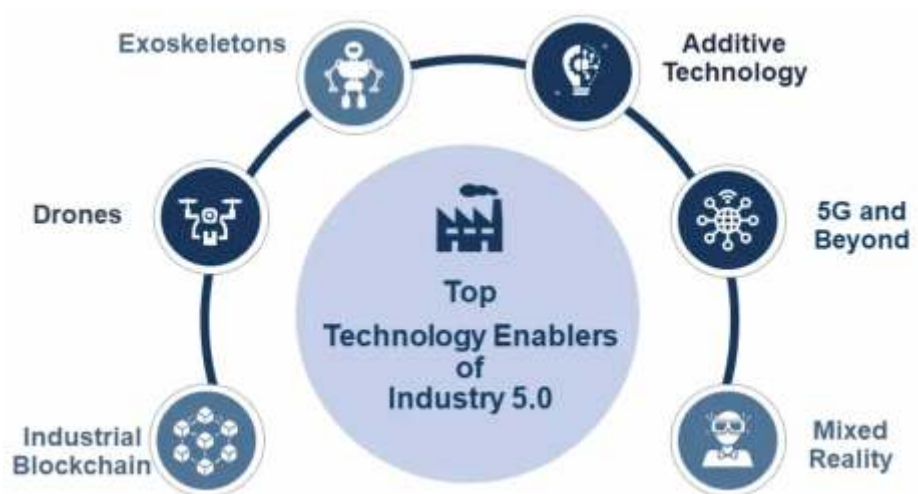 Exoskeletons
Additive
Technology
Drones
5G and
Beyond
Top
Technology Enablers
of
Industry 5.0
Industrial
Blockchain
Mixed
Reality